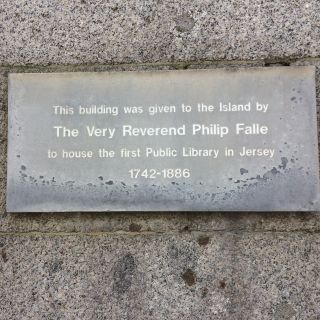 This building was given to the Island by
The Very Reverend Philip Falle
to house the first Public Library in Jersey
1742-1886